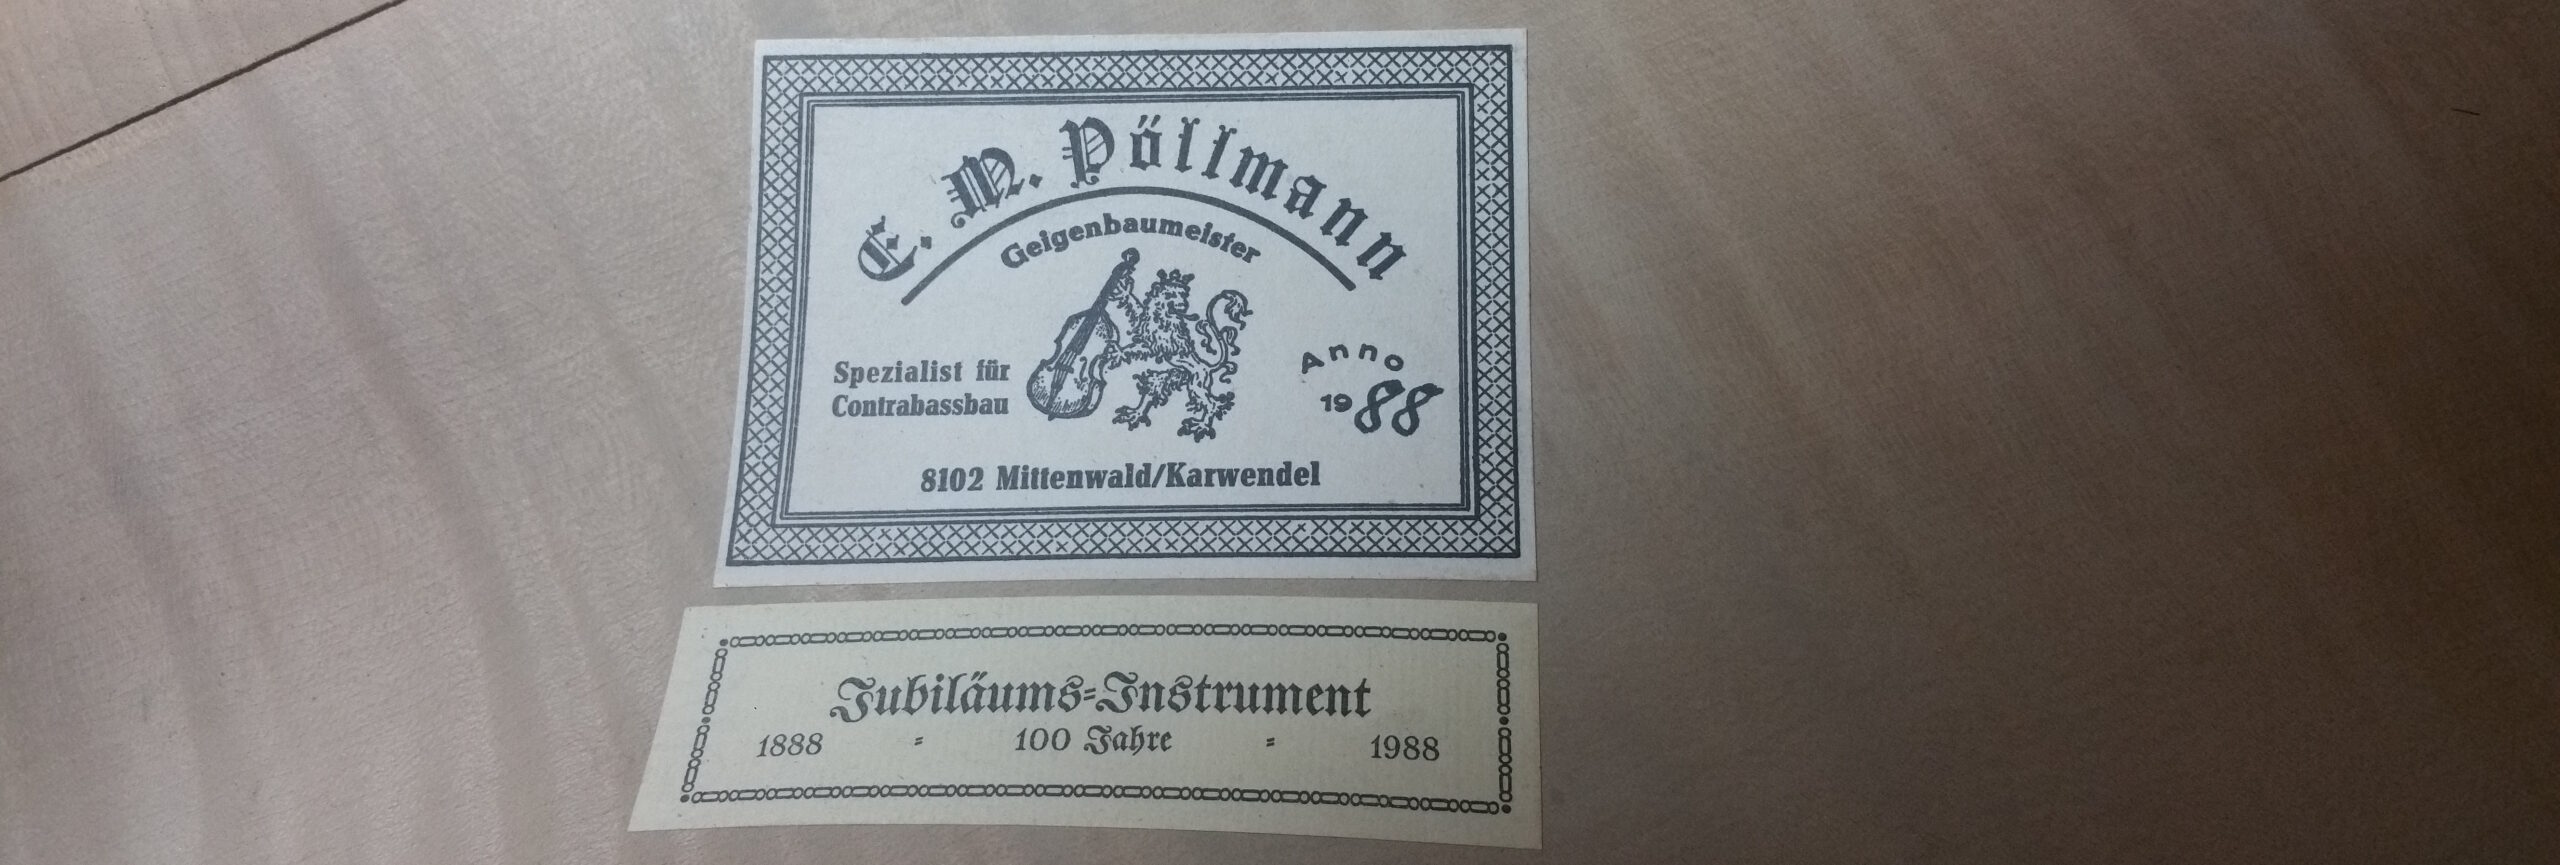 E. M. Pöllmann
Geigenbaumeister
Spezialist für
Contrabassbau
Anno
1988
8102 Mittenwald/Karwendel
Jubiläums=Instrument
1888 = 100 Jahre = 1988